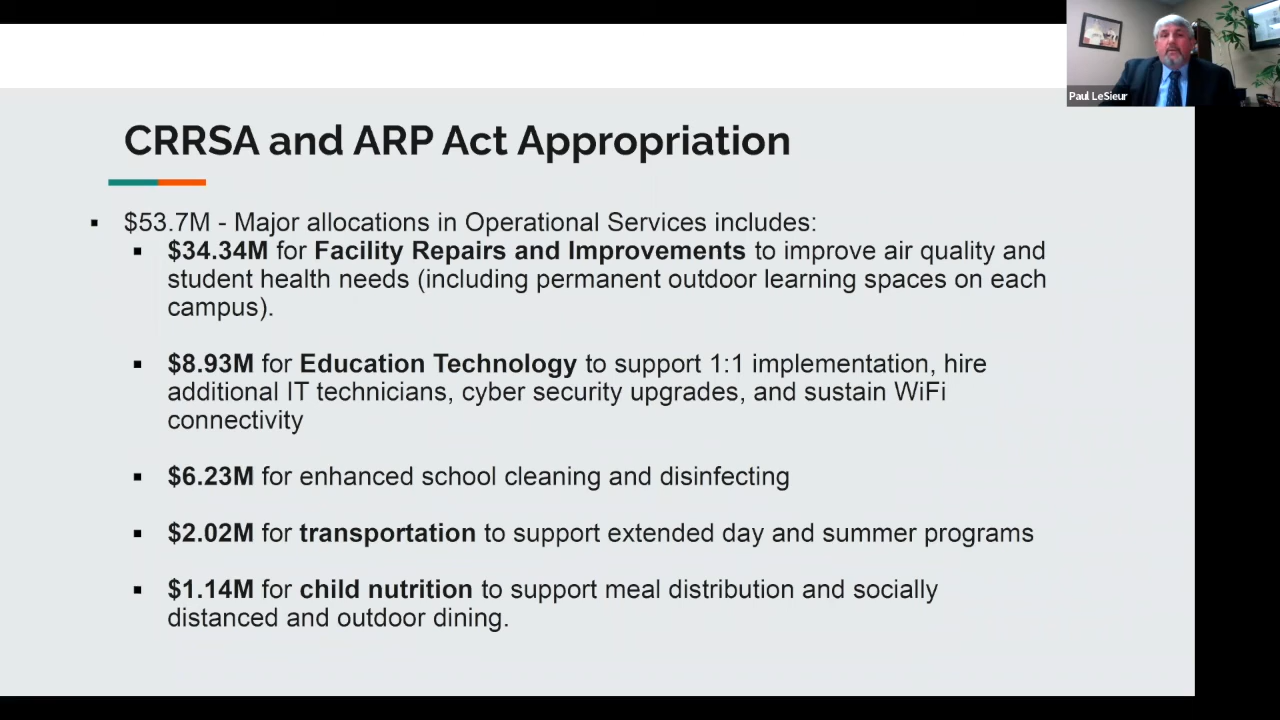 Paul LeSieur
CRRSA and ARP Act Appropriation
▪ $53.7M - Major allocations in Operational Services includes:
▪ $34.34M for Facility Repairs and Improvements to improve air quality and
student health needs (including permanent outdoor learning spaces on each
campus).
▪ $8.93M for Education Technology to support 1:1 implementation, hire
additional IT technicians, cyber security upgrades, and sustain WiFi
connectivity
▪ $6.23M for enhanced school cleaning and disinfecting
▪ $2.02M for transportation to support extended day and summer programs
▪ $1.14M for child nutrition to support meal distribution and socially
distanced and outdoor dining.